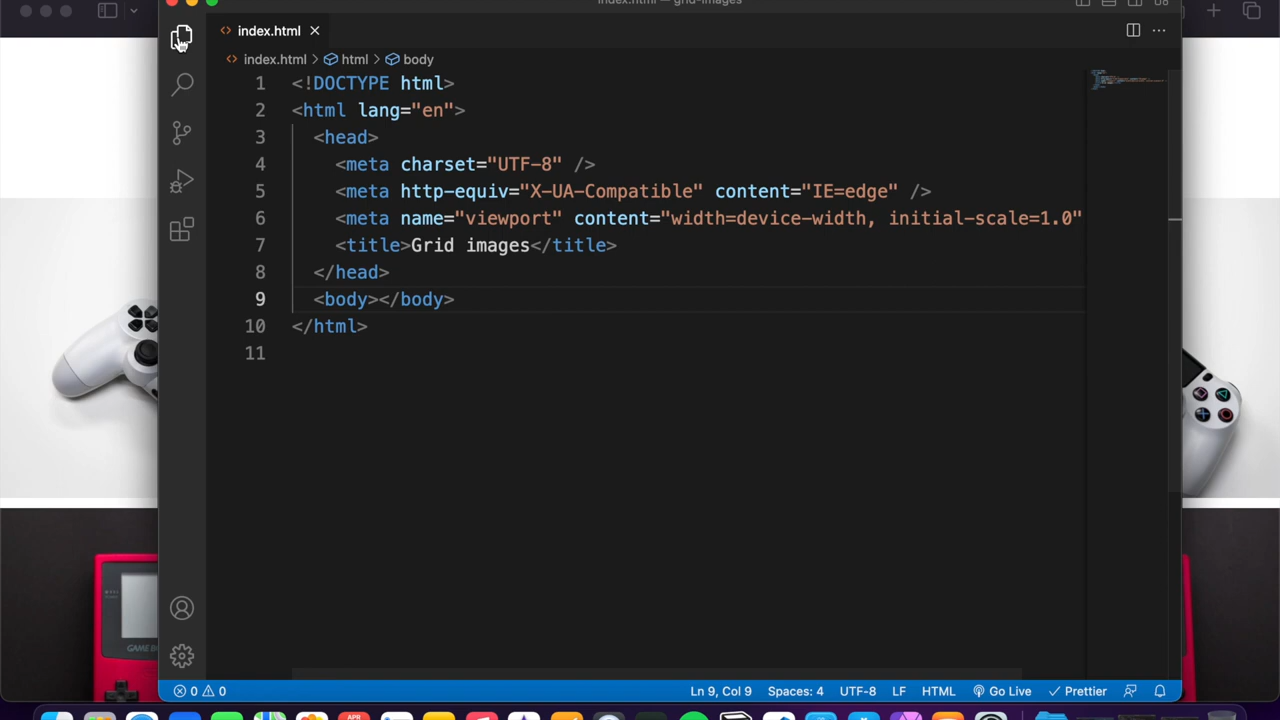 index.html — grid-images
index.html
index.html > html > body
1 <!DOCTYPE html>
2 <html lang="en">
3 <head>
4 <meta charset="UTF-8" />
5 <meta http-equiv="X-UA-Compatible" content="IE=edge" />
6 <meta name="viewport" content="width=device-width, initial-scale=1.0"
7 <title>Grid images</title>
8 </head>
9 <body></body>
10 </html>
11
GAME B
0 0 Ln 9, Col 9 Spaces: 4 UTF-8 LF HTML Go Live Prettier
APR